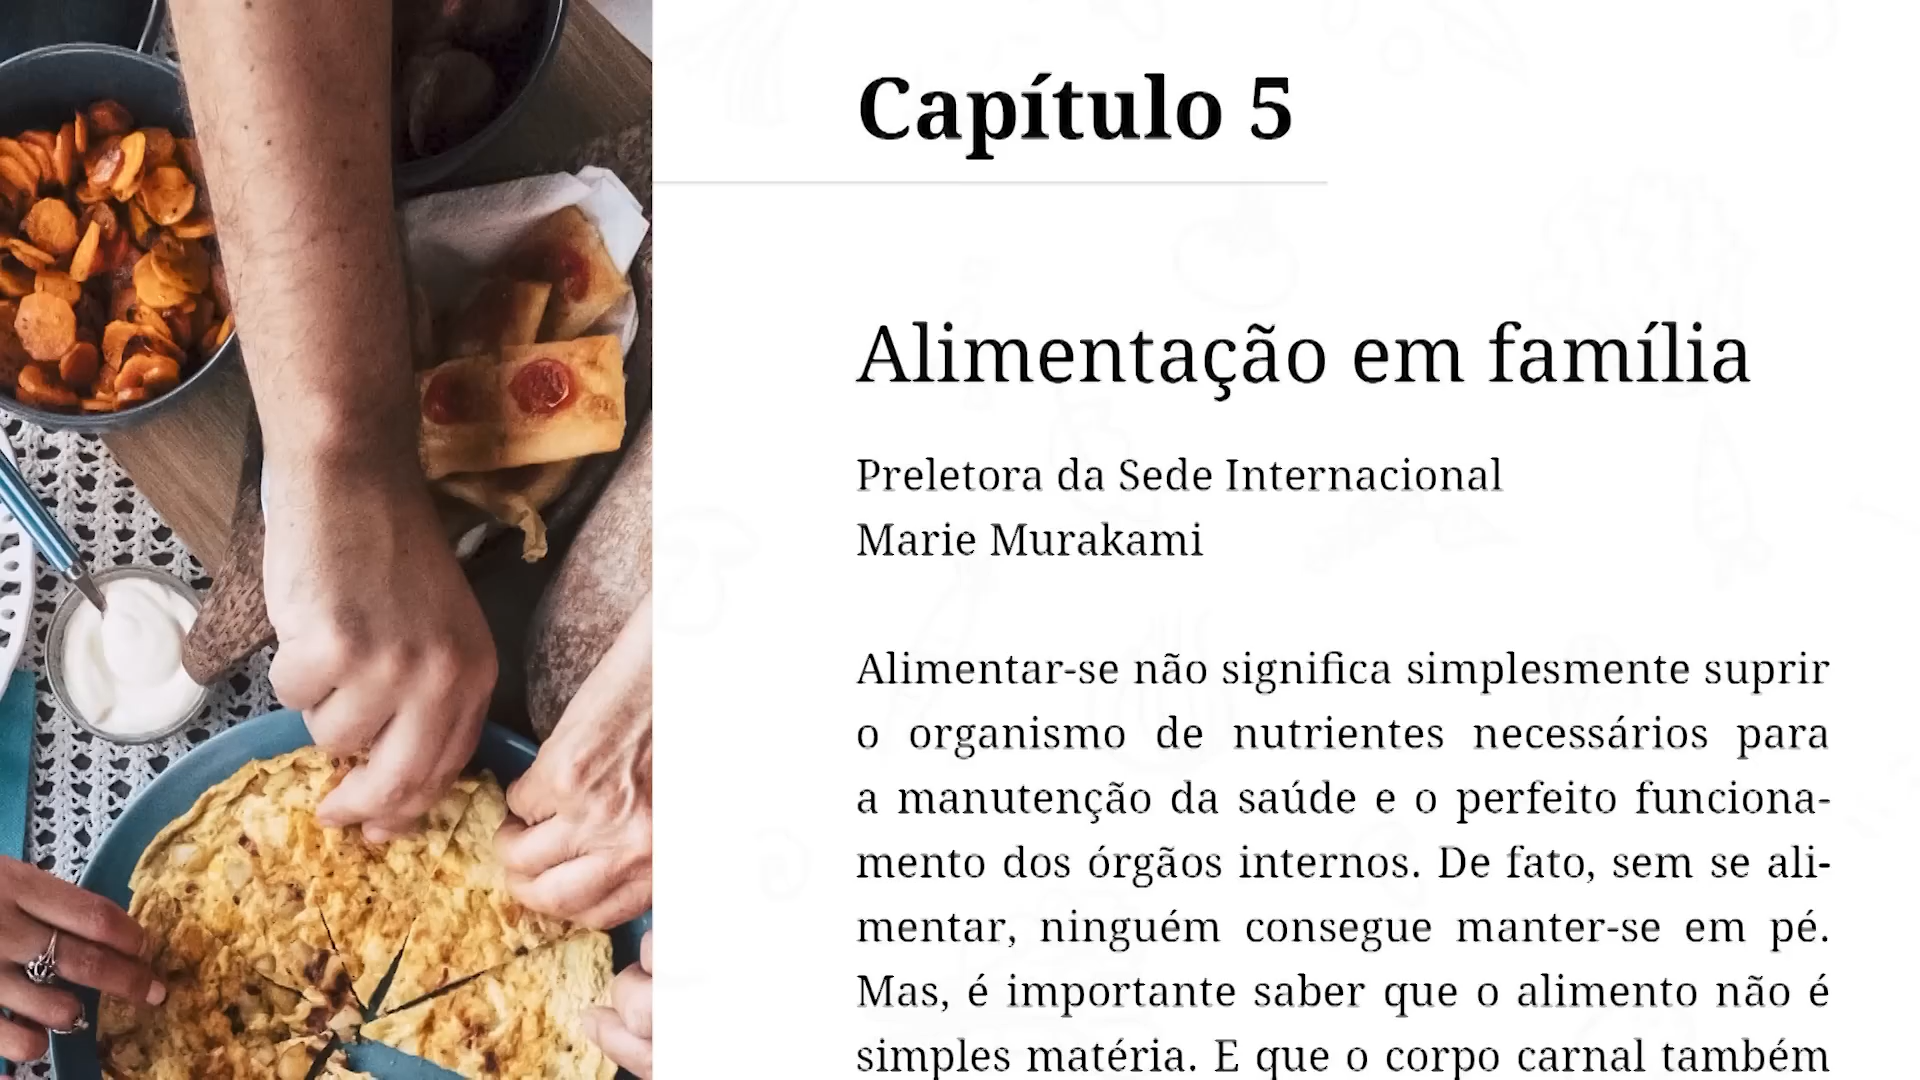 Capítulo 5
Alimentação em família
Preletora da Sede Internacional
Marie Murakami
Alimentar-se não significa simplesmente suprir
o organismo de nutrientes necessários para
a manutenção da saúde e o perfeito funciona-
mento dos órgãos internos. De fato, sem se ali-
mentar, ninguém consegue manter-se em pé.
Mas, é importante saber que o alimento não é
simples matéria. E que o corpo carnal também